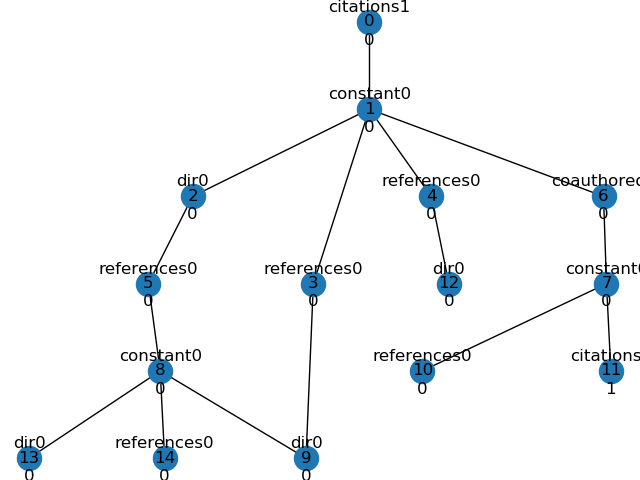 citations1
0
0
constant0
1
0
dir0
2
0
references0
4
0
coauthored
6
0
references0
5
0
references0
3
0
dir0
12
0
constant0
7
0
constant0
8
0
references0
10
0
citations
11
1
dir0
13
0
references0
14
0
dir0
9
0